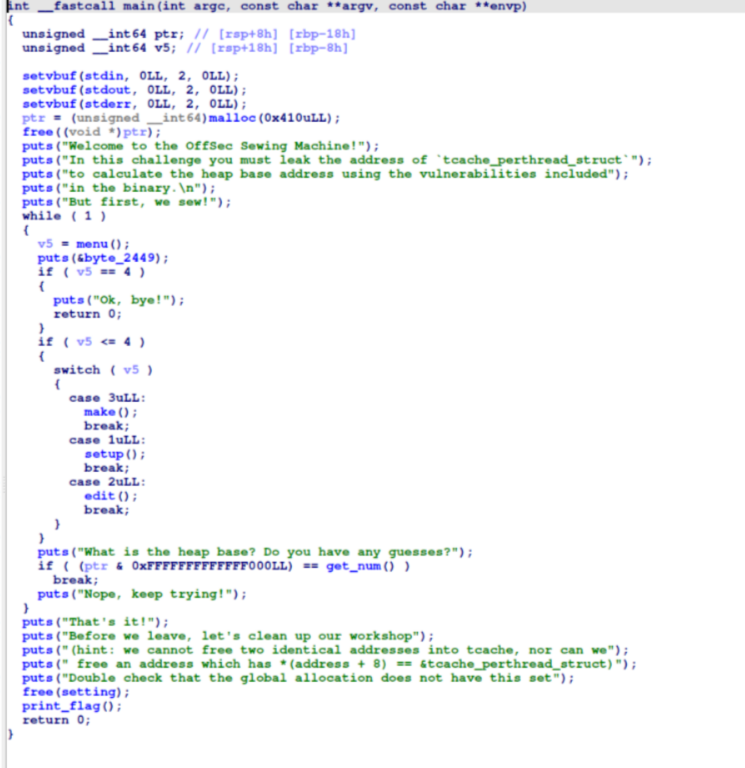 int __fastcall main(int argc, const char **argv, const char **envp)
{
  unsigned __int64 ptr; // [rsp+8h] [rbp-18h]
  unsigned __int64 v5; // [rsp+18h] [rbp-8h]

  setvbuf(stdin, 0LL, 2, 0LL);
  setvbuf(stdout, 0LL, 2, 0LL);
  setvbuf(stderr, 0LL, 2, 0LL);
  ptr = (unsigned __int64)malloc(0x410uLL);
  free((void *)ptr);
  puts("Welcome to the OffSec Sewing Machine!");
  puts("In this challenge you must leak the address of `tcache_perthread_struct`");
  puts("to calculate the heap base address using the vulnerabilities included");
  puts("in the binary.\n");
  puts("But first, we sew!");
  while ( 1 )
  {
    v5 = menu();
    puts(&byte_2449);
    if ( v5 == 4 )
    {
      puts("Ok, bye!");
      return 0;
    }
    if ( v5 <= 4 )
    {
      switch ( v5 )
      {
        case 3uLL:
          make();
          break;
        case 1uLL:
          setup();
          break;
        case 2uLL:
          edit();
          break;
      }
    }
    puts("What is the heap base? Do you have any guesses?");
    if ( (ptr & 0xFFFFFFFFFFFFF000LL) == get_num() )
      break;
    puts("Nope, keep trying!");
  }
  puts("That's it!");
  puts("Before we leave, let's clean up our workshop");
  puts("(hint: we cannot free two identical addresses into tcache, nor can we");
  puts(" free an address which has *(address + 8) == &tcache_perthread_struct)");
  puts("Double check that the global allocation does not have this set");
  free(setting);
  print_flag();
  return 0;
}